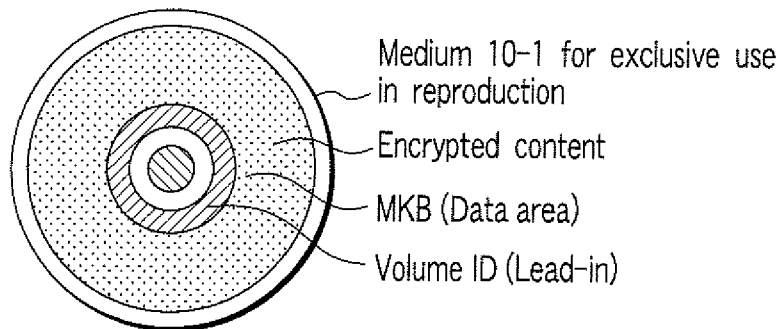 Medium 10-1 for exclusive use
in reproduction
Encrypted content
MKB (Data area)
Volume ID (Lead-in)